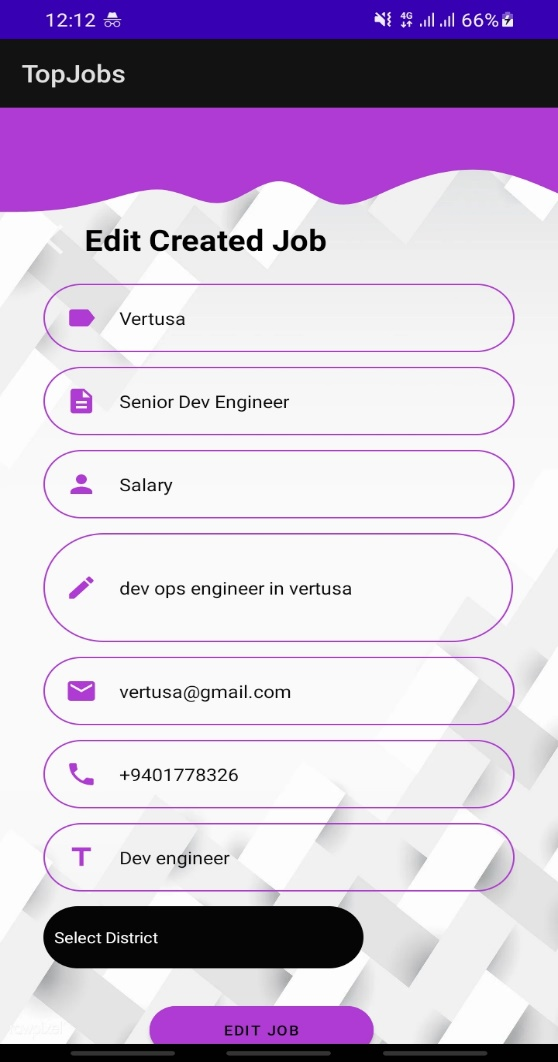 12:12 4G 66%
TopJobs
Edit Created Job
Vertusa
Senior Dev Engineer
Salary
dev ops engineer in vertusa
vertusa@gmail.com
+9401778326
T Dev engineer
Select District
EDIT JOB